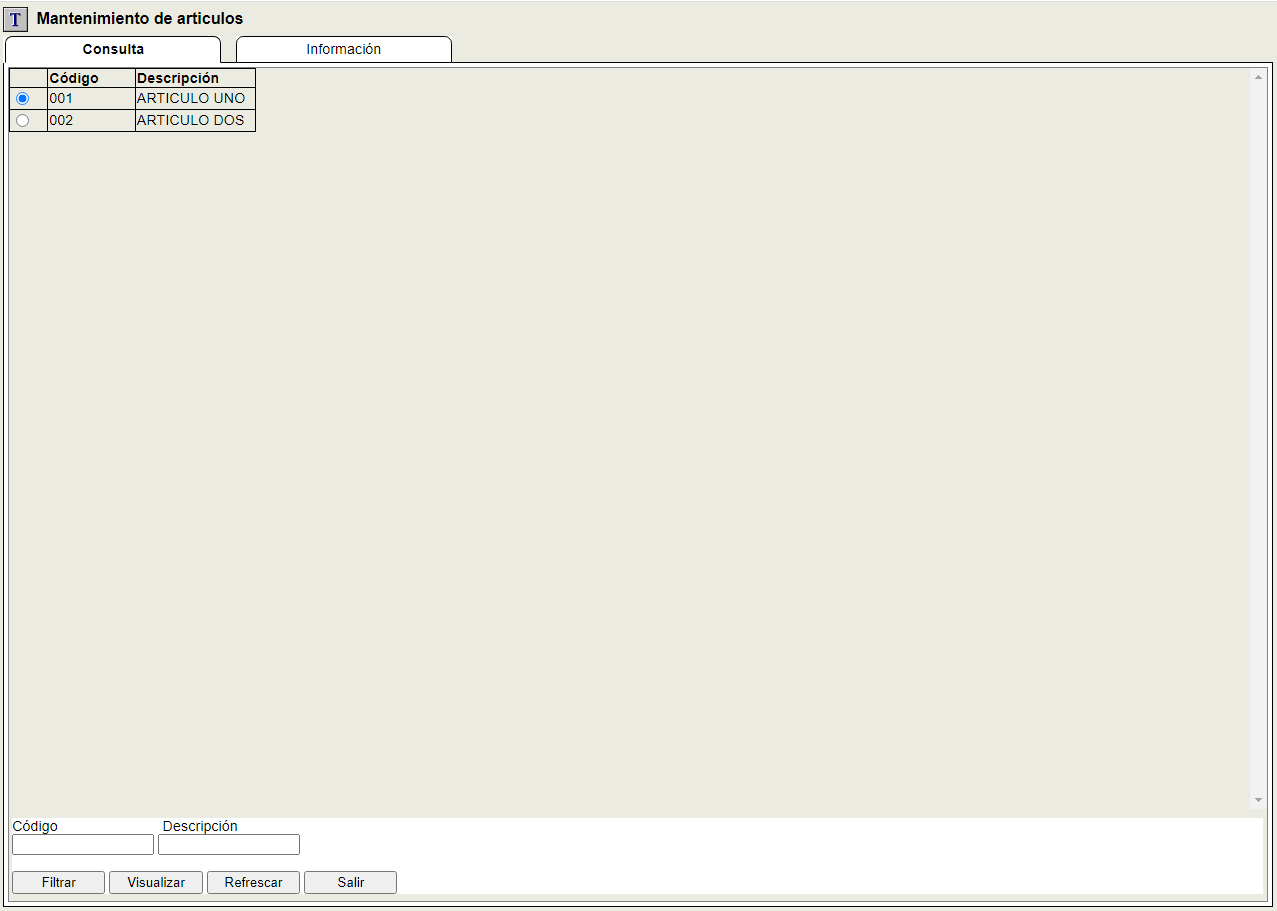 T Mantenimiento de articulos
Consulta Información
Código Descripción
001 ARTICULO UNO
002 ARTICULO DOS
Código Descripción
Filtrar Visualizar Refrescar Salir